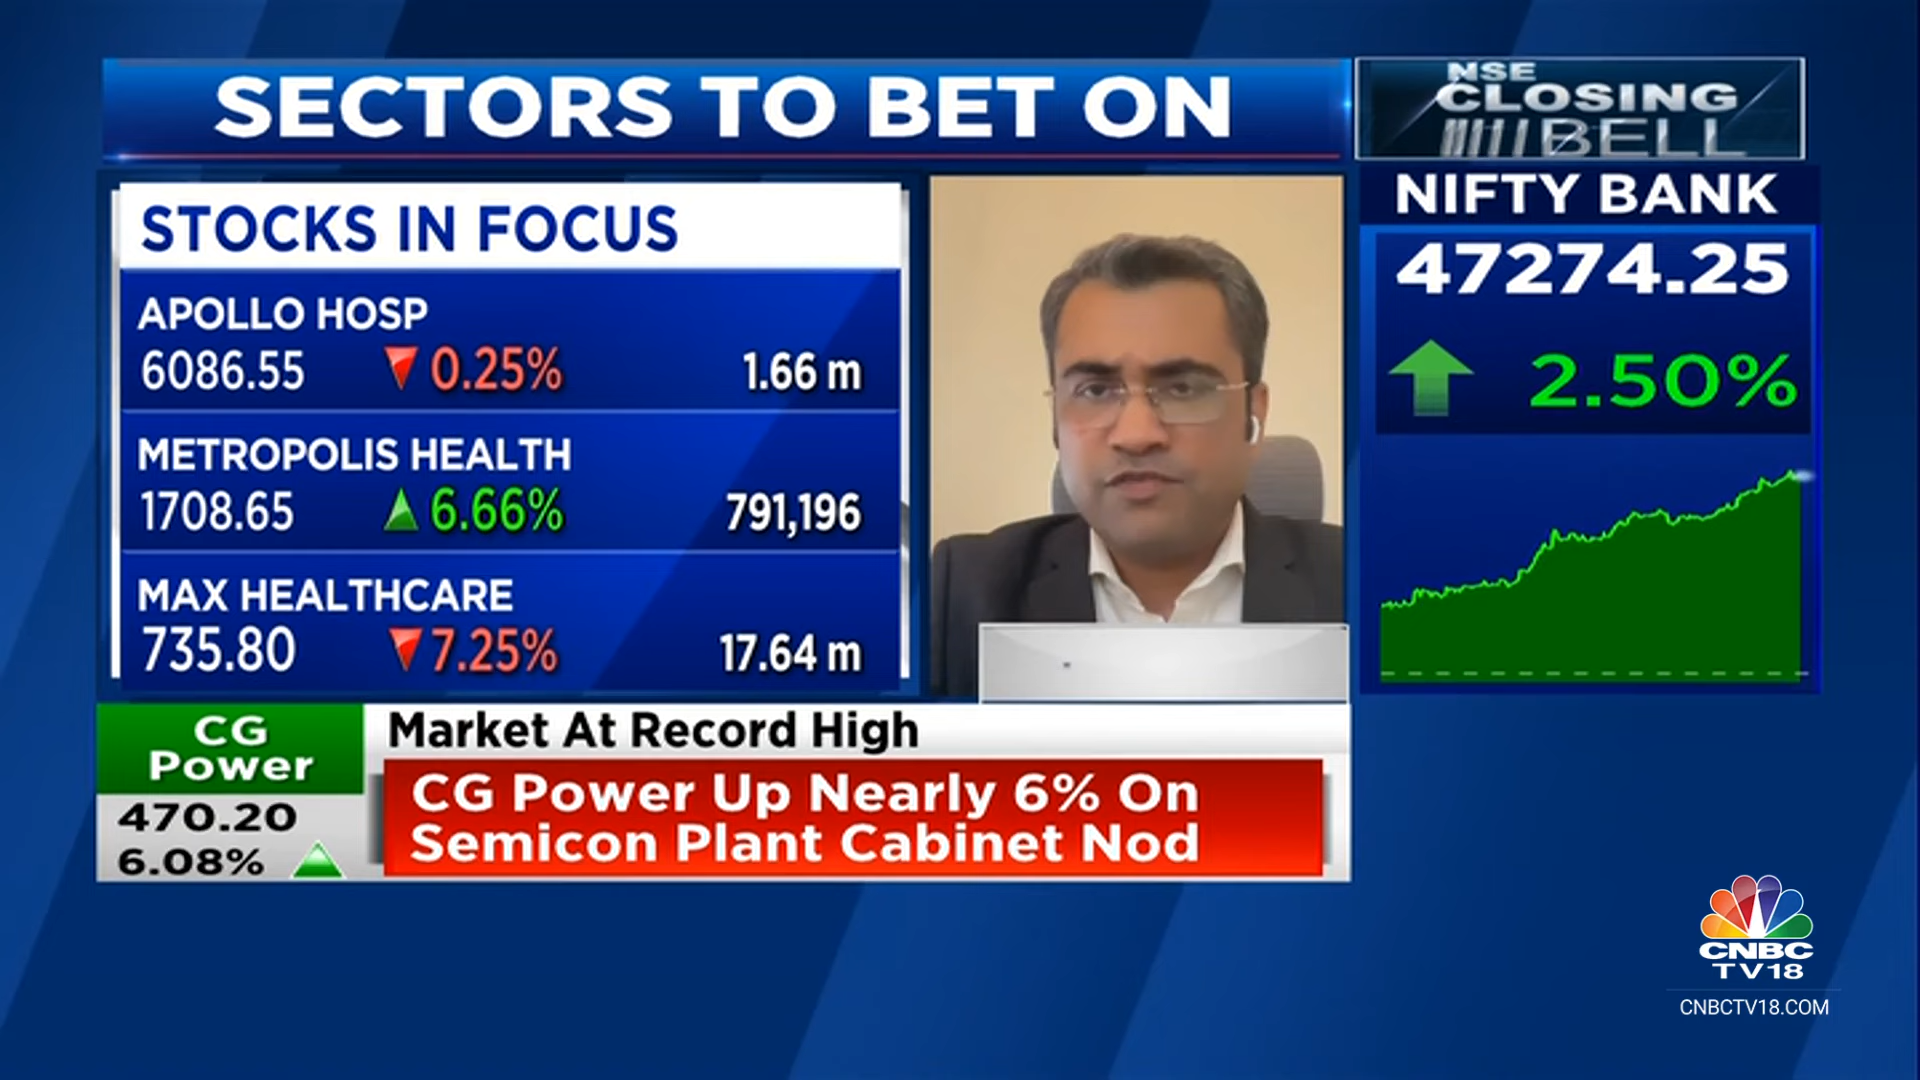 SECTORS TO BET ON
NSE
CLOSING
BELL
STOCKS IN FOCUS
APOLLO HOSP
6086.55 ▼ 0.25% 1.66 m
METROPOLIS HEALTH
1708.65 ▲ 6.66% 791,196
MAX HEALTHCARE
735.80 ▼ 7.25% 17.64 m
NIFTY BANK
47274.25
2.50%
CG
Power
470.20
6.08% ▲
Market At Record High
CG Power Up Nearly 6% On
Semicon Plant Cabinet Nod
CNBC
TV18
CNBCTV18.COM